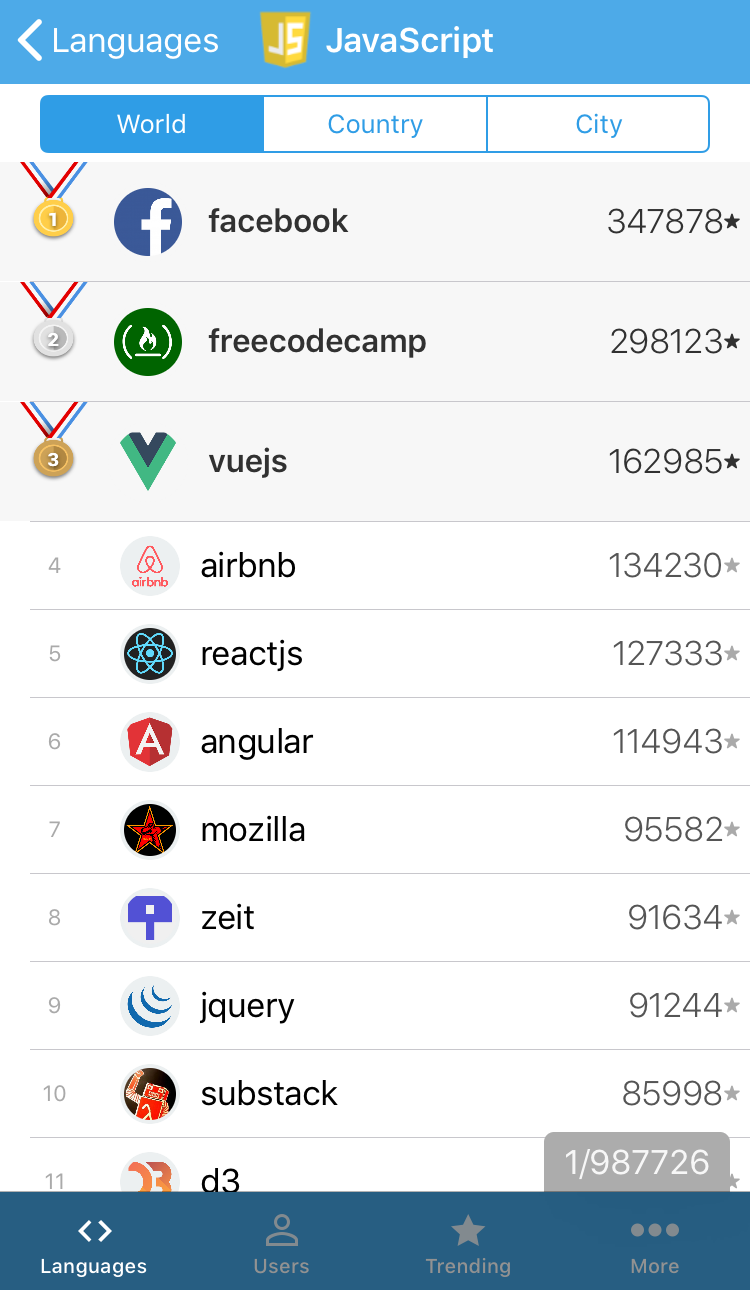 Languages JS JavaScript
World Country City
1 facebook 347878★
2 freecodecamp 298123★
3 vuejs 162985★
4 airbnb airbnb 134230★
5 reactjs 127333★
6 angular 114943★
7 mozilla 95582★
8 zeit 91634★
9 jquery 91244★
10 substack 85998★
11 d3
1/987726
Languages Users Trending More